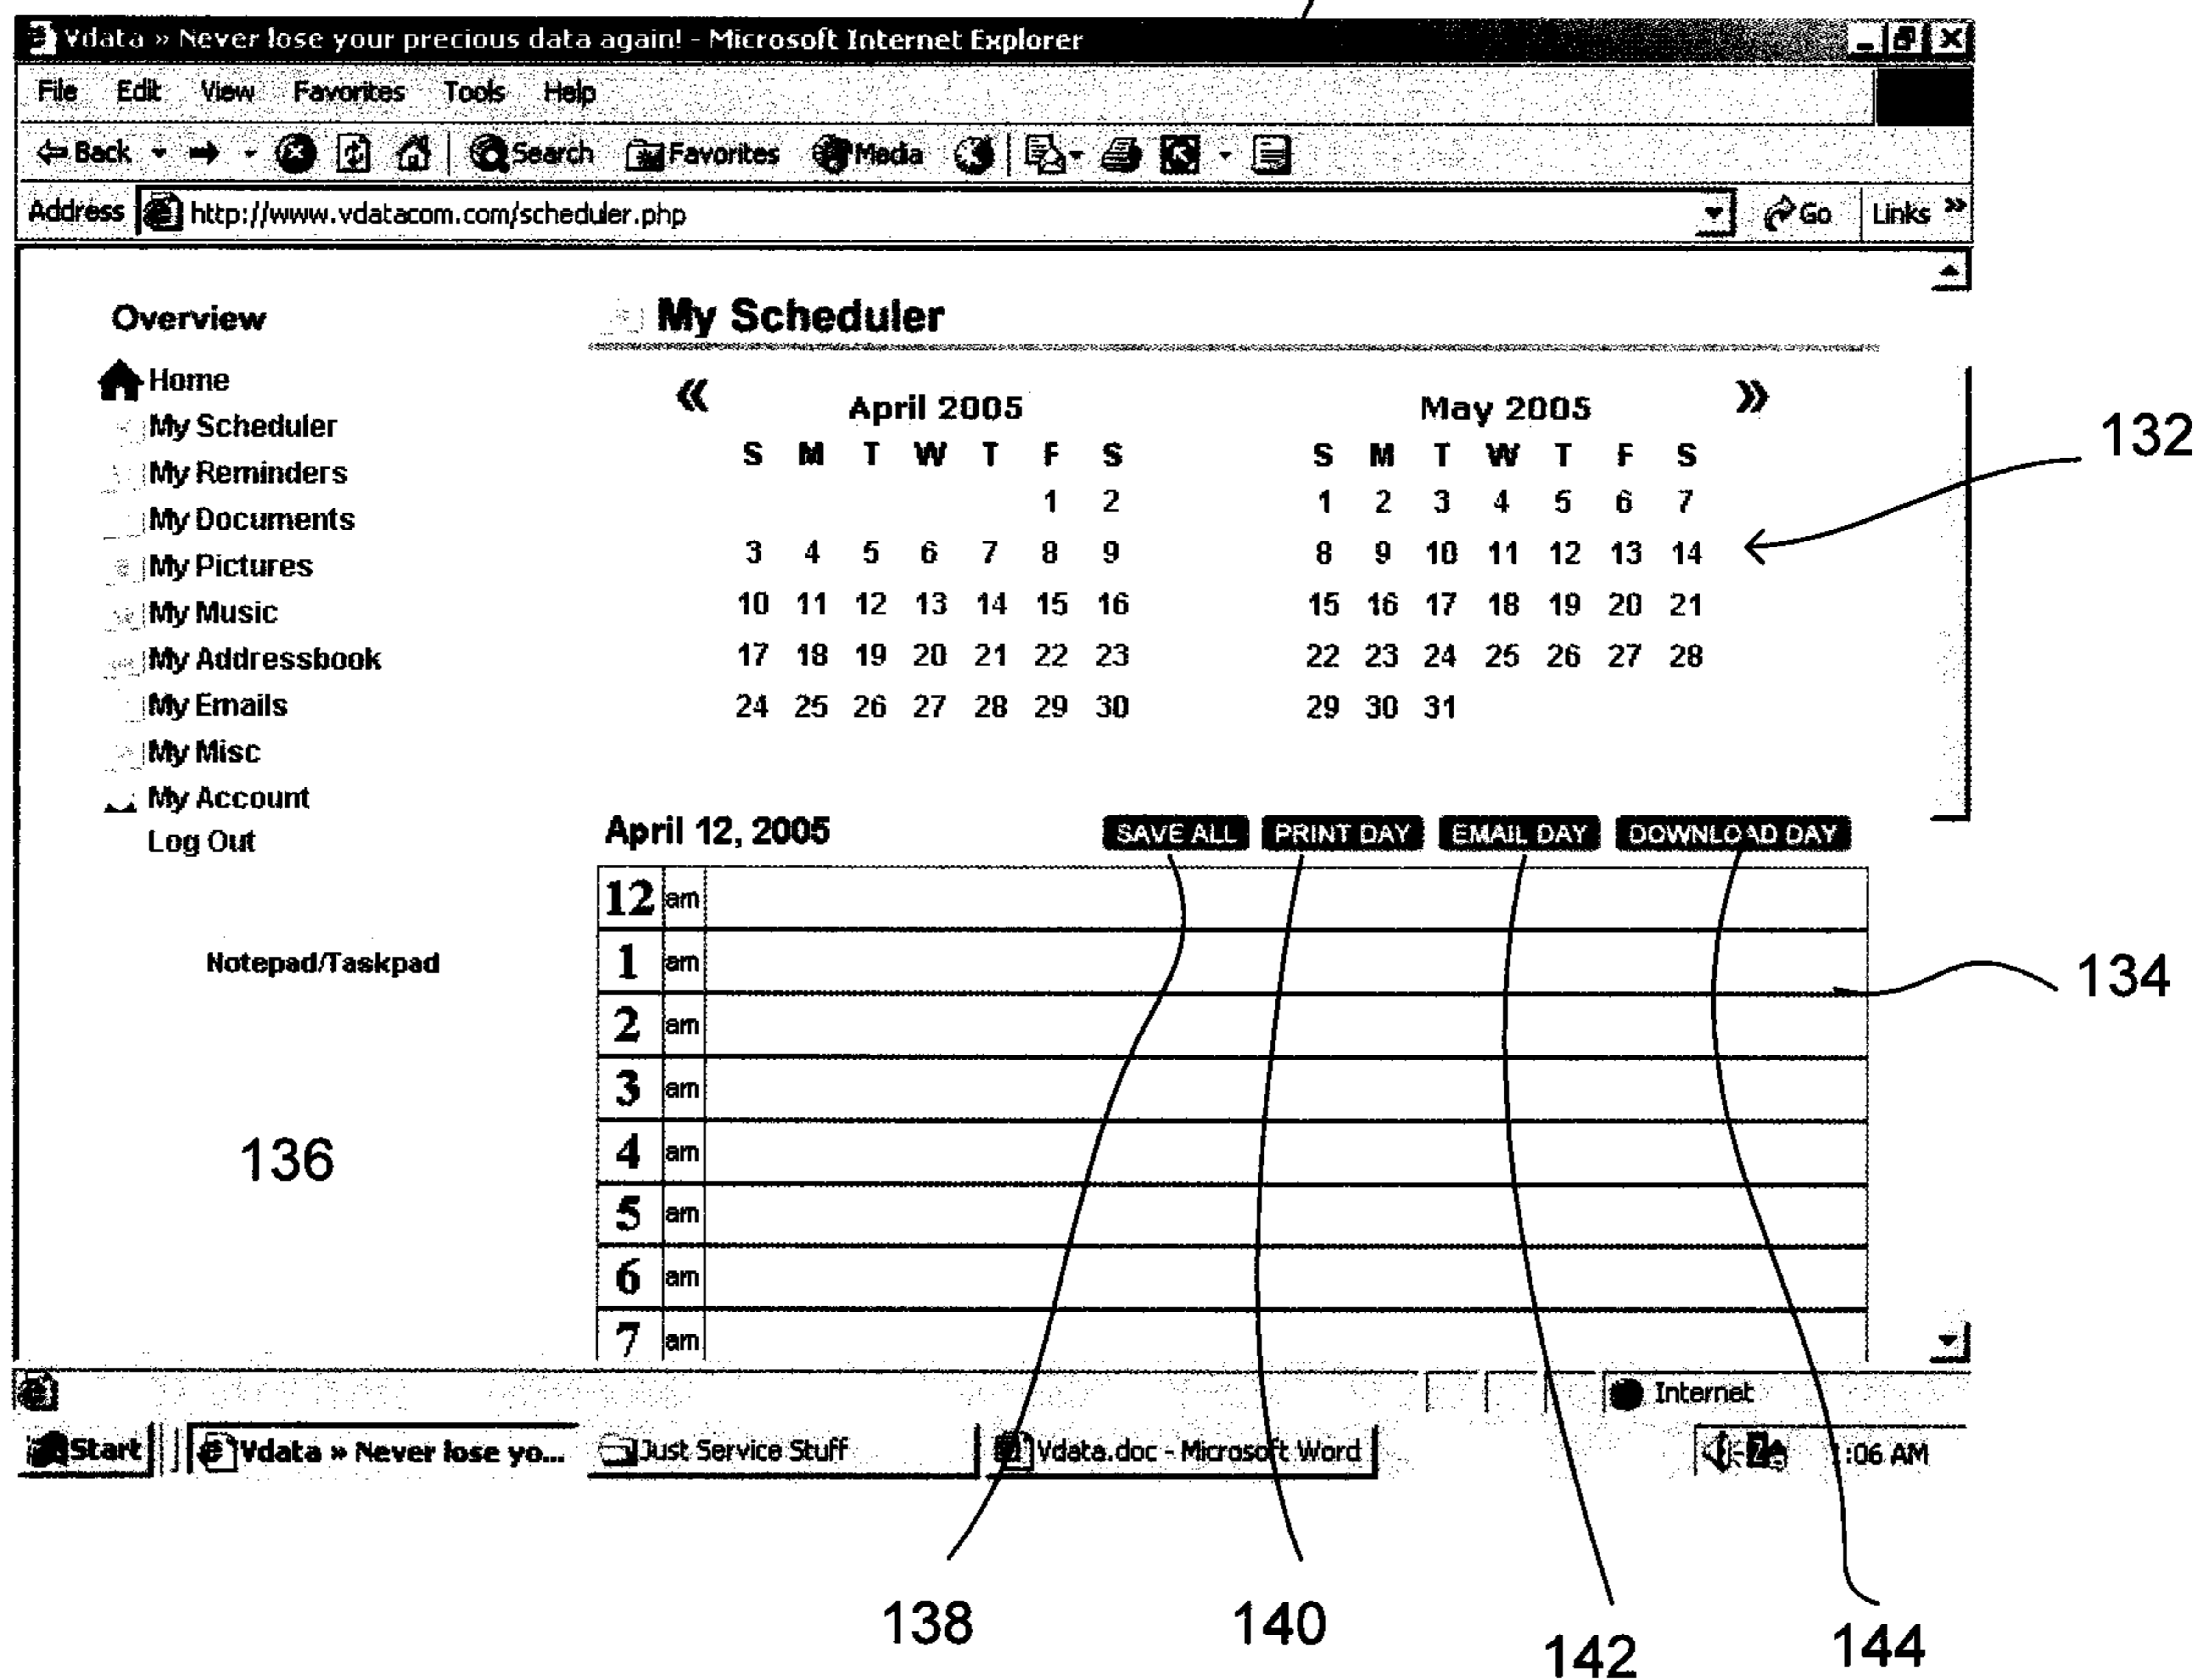 Vdata » Never lose your precious data again! - Microsoft Internet Explorer
File Edit View Favorites Tools Help
Back Search Favorites Media
Address http://www.vdatacom.com/scheduler.php Go Links »
Overview
Home
My Scheduler
My Reminders
My Documents
My Pictures
My Music
My Addressbook
My Emails
My Misc
My Account
Log Out
Notepad/Taskpad
136
My Scheduler
« April 2005 May 2005 »
S M T W T F S S M T W T F S
1 2 1 2 3 4 5 6 7
3 4 5 6 7 8 9 8 9 10 11 12 13 14
10 11 12 13 14 15 16 15 16 17 18 19 20 21
17 18 19 20 21 22 23 22 23 24 25 26 27 28
24 25 26 27 28 29 30 29 30 31
132
April 12, 2005 SAVE ALL PRINT DAY EMAIL DAY DOWNLOAD DAY
12 am
1 am
2 am
3 am
4 am
5 am
6 am
7 am
134
Internet
Start Vdata » Never lose yo... Just Service Stuff Vdata.doc - Microsoft Word :06 AM
138 140 142 144